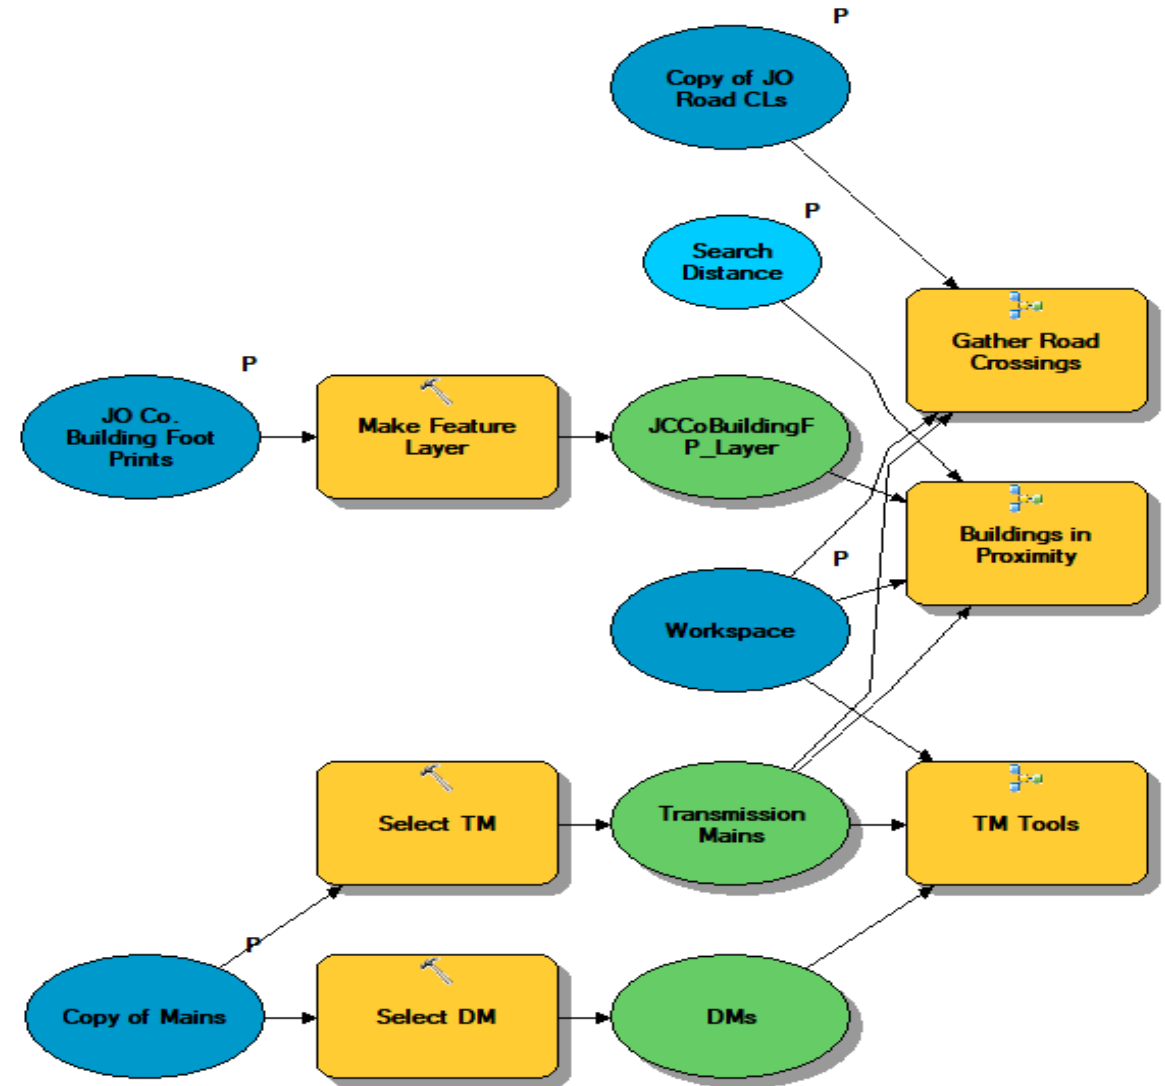 P
Copy of JO
Road CLs
P
Search
Distance
Gather Road
Crossings
P
JO Co.
Building Foot
Prints
Make Feature
Layer
JCCoBuildingF
P_Layer
Buildings in
Proximity
P
Workspace
Select TM
Transmission
Mains
TM Tools
P
Copy of Mains
Select DM
DMs